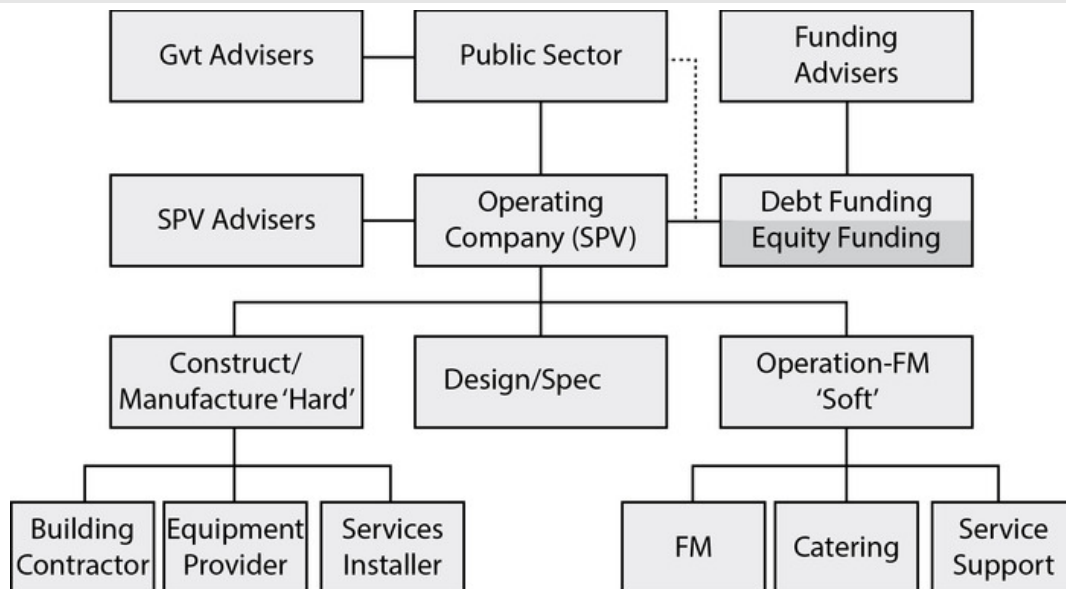 Gvt Advisers
Public Sector
Funding
Advisers
SPV Advisers
Operating
Company (SPV)
Debt Funding
Equity Funding
Construct/
Manufacture ‘Hard’
Design/Spec
Operation-FM
‘Soft’
Building
Contractor
Equipment
Provider
Services
Installer
FM
Catering
Service
Support